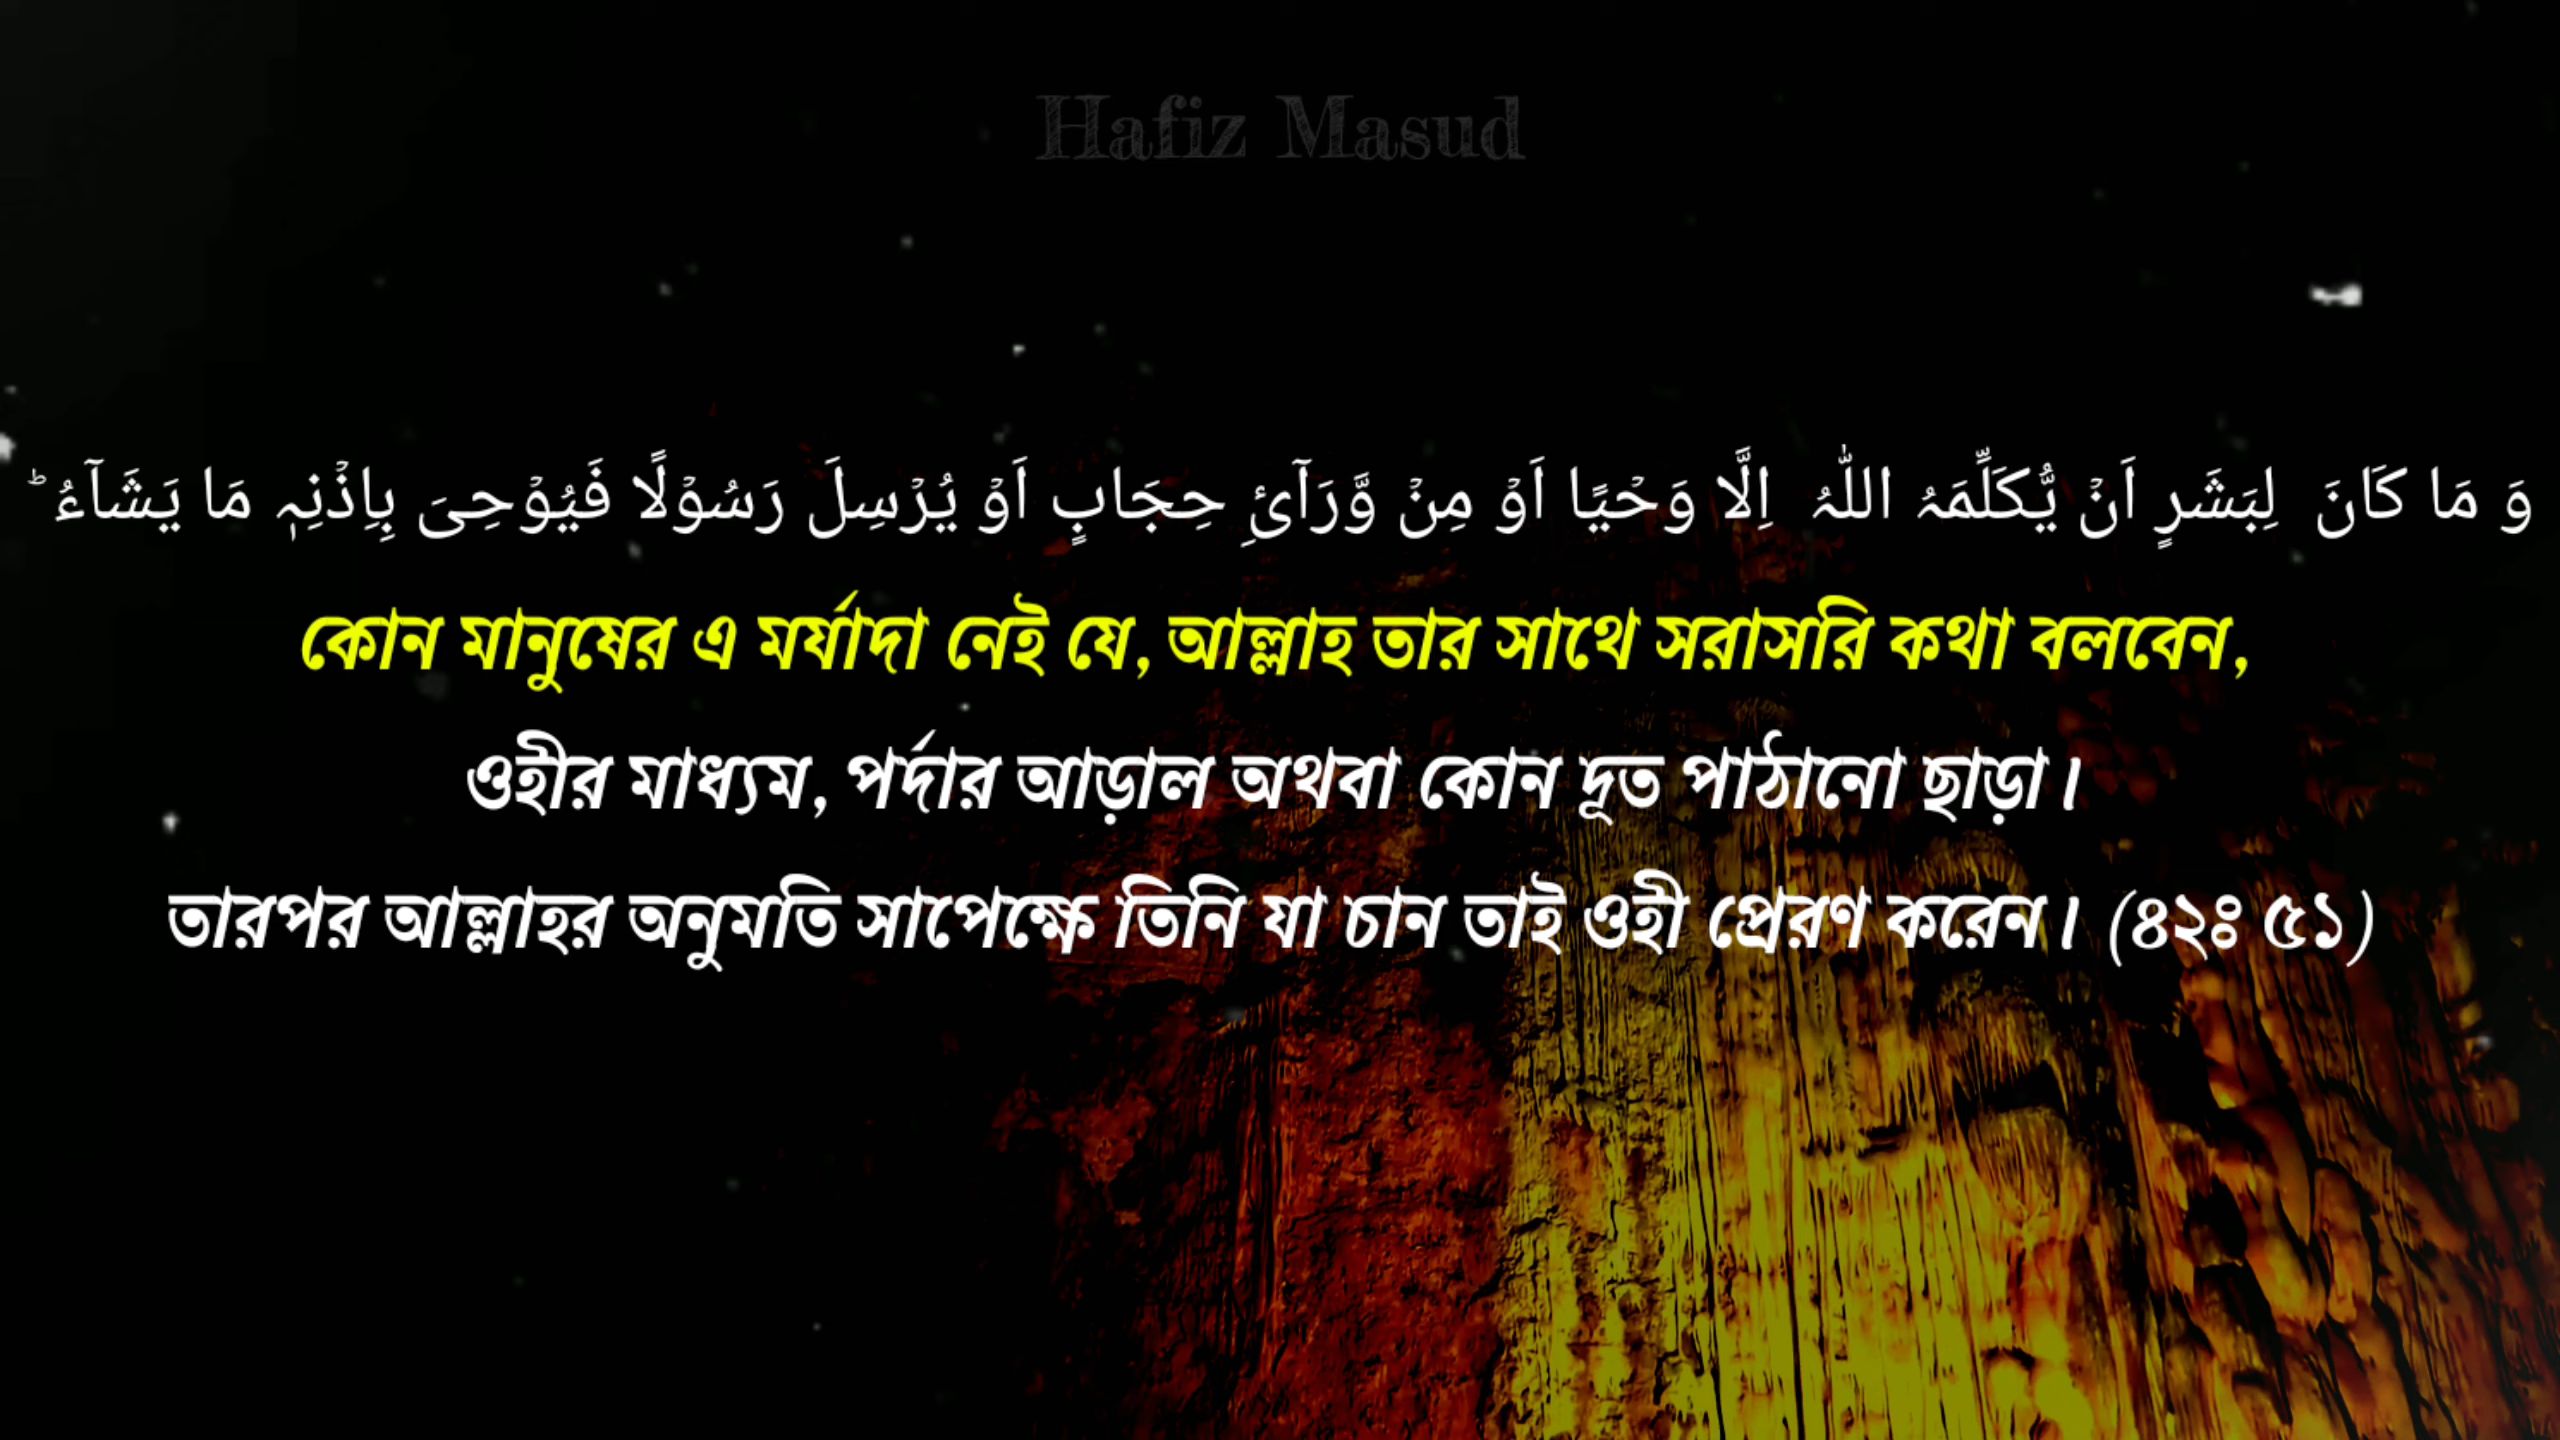 Hafiz Masud
وَ مَا كَانَ لِبَشَرٍ اَنۡ يُّكَلِّمَهُ اللّٰهُ اِلَّا وَحۡيًا اَوۡ مِنۡ وَّرَآىٴِ حِجَابٍ اَوۡ يُرۡسِلَ رَسُوۡلًا فَيُوۡحِىَ بِاِذۡنِهٖ مَا يَشَآءُ‌ ؕ
কোন মানুষের এ মর্যাদা নেই যে, আল্লাহ তার সাথে সরাসরি কথা বলবেন,
ওহীর মাধ্যম, পর্দার আড়াল অথবা কোন দূত পাঠানো ছাড়া।
তারপর আল্লাহর অনুমতি সাপেক্ষে তিনি যা চান তাই ওহী প্রেরণ করেন। (৪২ঃ ৫১)